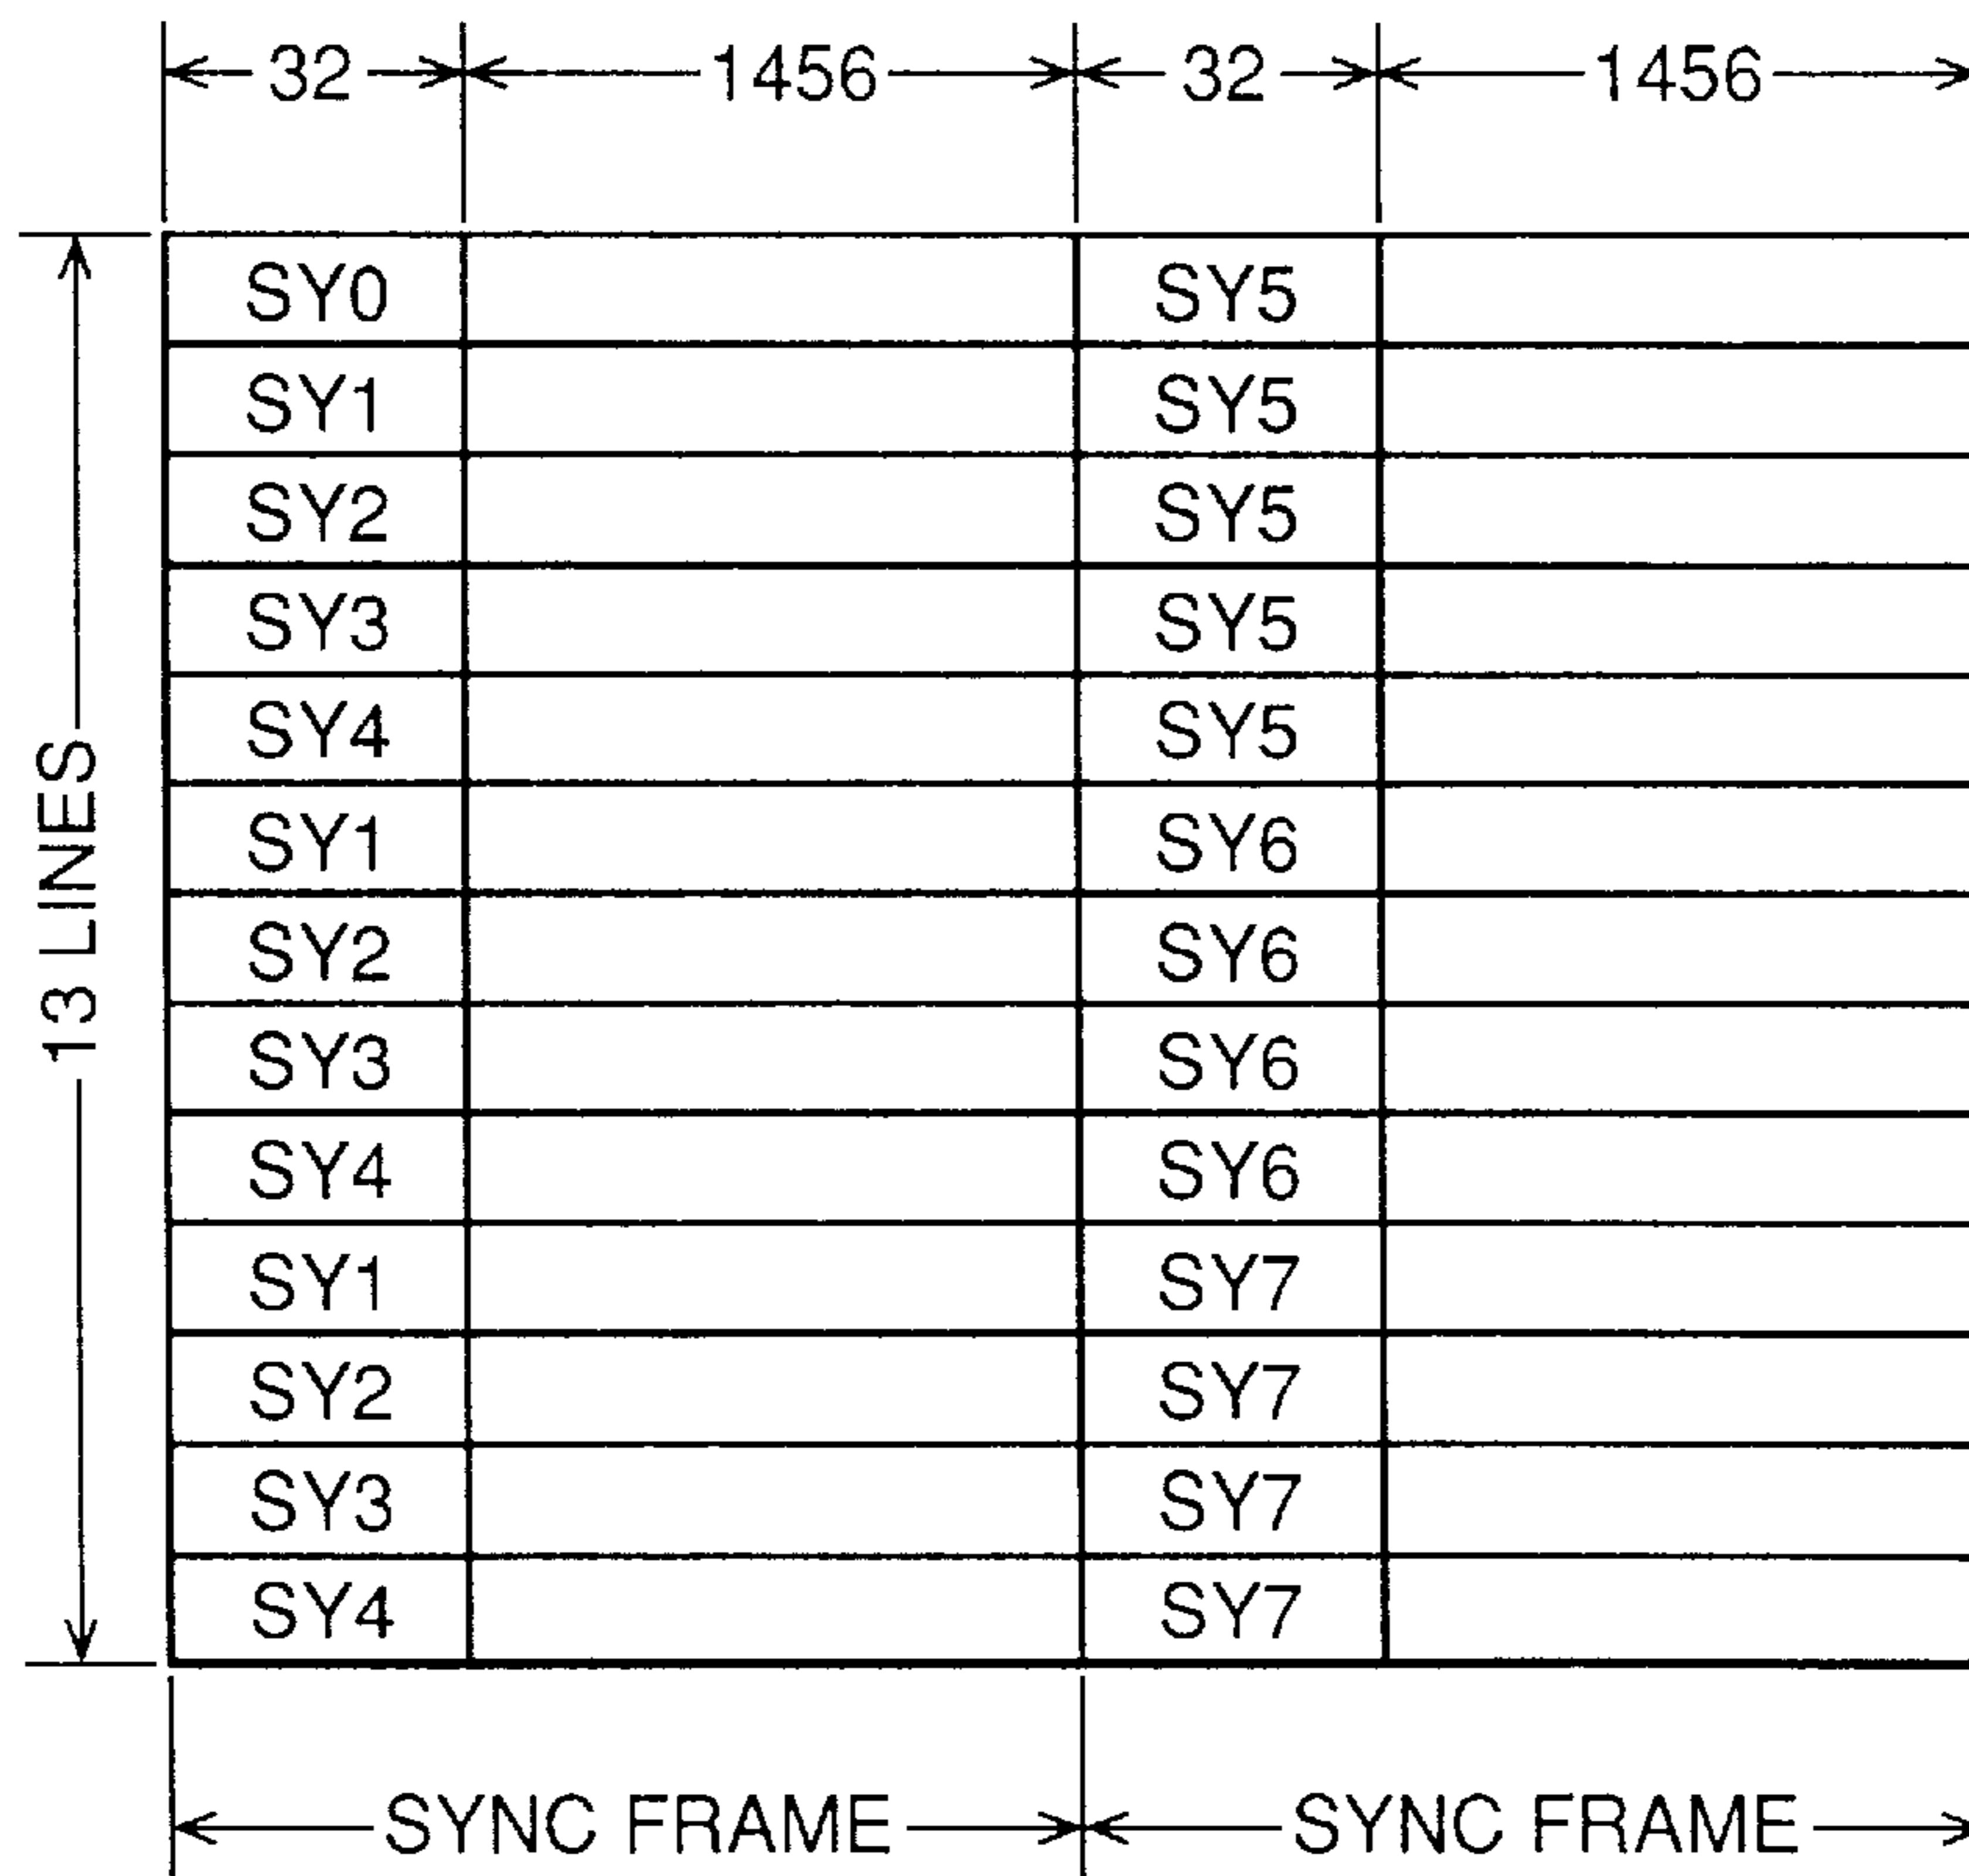 32 1456 32 1456
SY0 SY5
SY1 SY5
SY2 SY5
SY3 SY5
SY4 SY5
SY1 SY6
SY2 SY6
SY3 SY6
SY4 SY6
SY1 SY7
SY2 SY7
SY3 SY7
SY4 SY7
13 LINES
SYNC FRAME SYNC FRAME